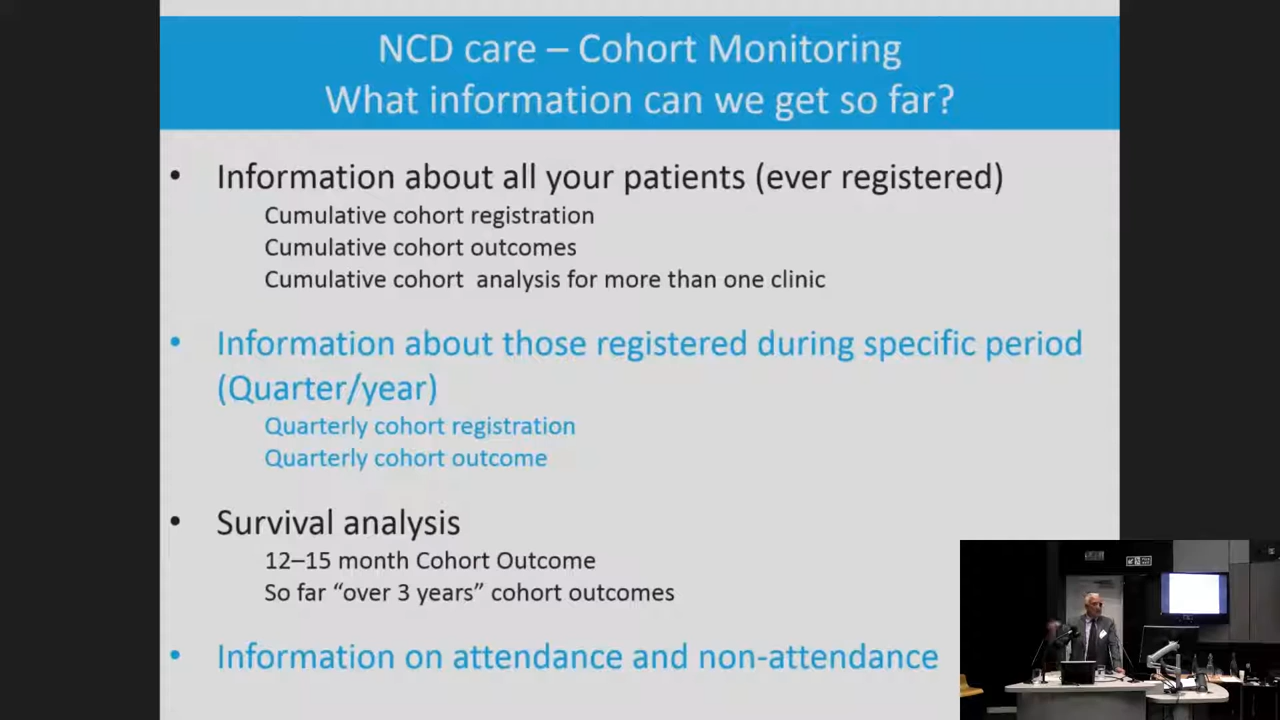 NCD care – Cohort Monitoring
What information can we get so far?
• Information about all your patients (ever registered)
Cumulative cohort registration
Cumulative cohort outcomes
Cumulative cohort  analysis for more than one clinic
• Information about those registered during specific period
(Quarter/year)
Quarterly cohort registration
Quarterly cohort outcome
• Survival analysis
12–15 month Cohort Outcome
So far “over 3 years” cohort outcomes
• Information on attendance and non-attendance